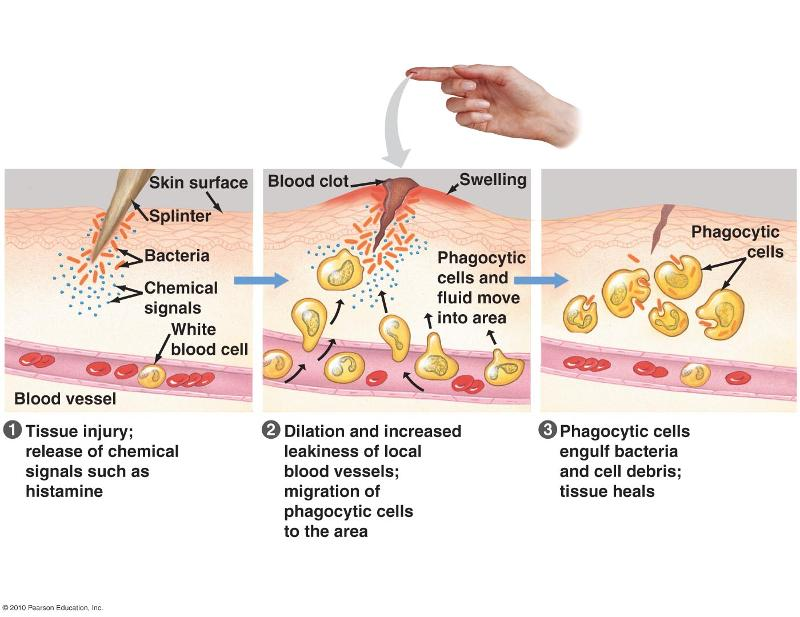 Skin surface
Splinter
Bacteria
Chemical
signals
White
blood cell
Blood vessel
Blood clot
Swelling
Phagocytic
cells and
fluid move
into area
Phagocytic
cells
1 Tissue injury;
release of chemical
signals such as
histamine
2 Dilation and increased
leakiness of local
blood vessels;
migration of
phagocytic cells
to the area
3 Phagocytic cells
engulf bacteria
and cell debris;
tissue heals
© 2010 Pearson Education, Inc.